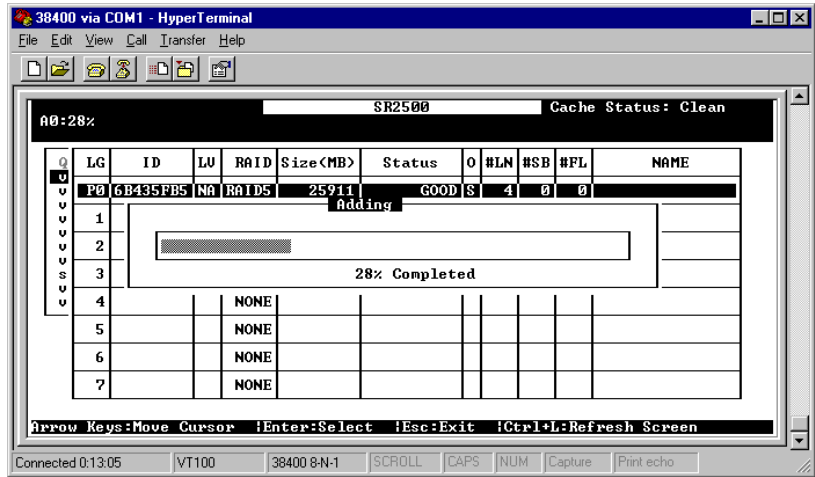 38400 via COM1 - HyperTerminal
File Edit View Call Transfer Help
SR2500 Cache Status: Clean
A0:28%
Q LG ID LV RAID Size(MB) Status O #LN #SB #FL NAME
v P0 6B435FB5 NA RAID5 25911 GOOD S 4 0 0
v
Adding
v 1
v
v 2
v
28% Completed
s 3
v
v 4 NONE
5 NONE
6 NONE
7 NONE
Arrow Keys:Move Cursor |Enter:Select |Esc:Exit |Ctrl+L:Refresh Screen
Connected 0:13:05 VT100 38400 8-N-1 SCROLL CAPS NUM Capture Print echo